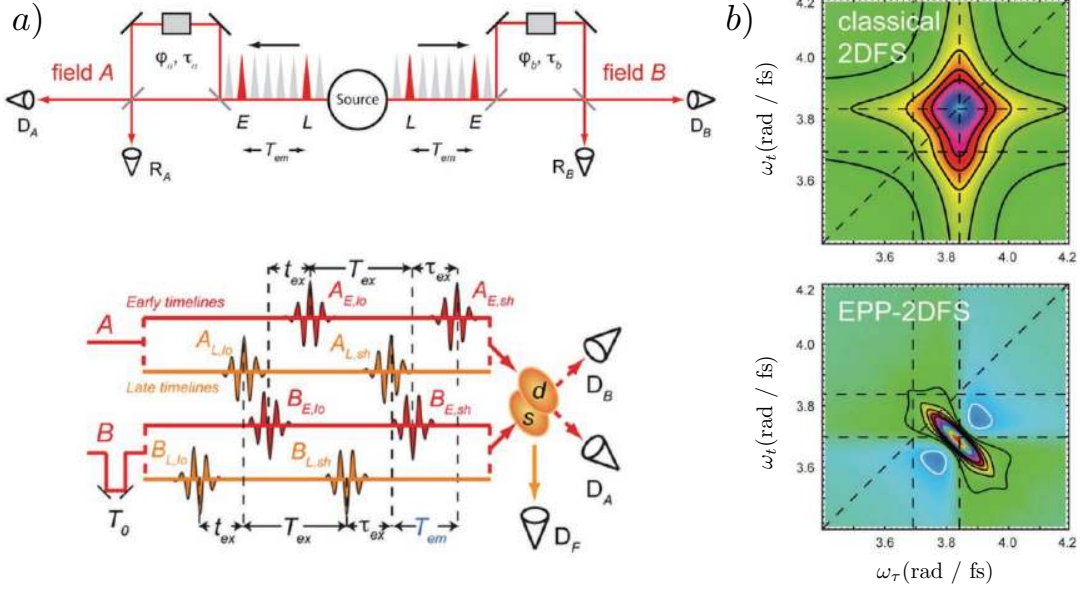 a)
field A
φa, τa
Source
φb, τb
field B
DA
RA
E
L
L
E
Tem
Tem
RB
DB
tex
Tex
τex
Early timelines
A
AE,lo
AE,sh
AL,lo
AL,sh
Late timelines
BE,lo
BE,sh
B
BL,lo
BL,sh
T0
tex
Tex
τex
Tem
d
s
DB
DA
DF
b)
classical
2DFS
4.2
4.0
3.8
3.6
ωt(rad / fs)
3.6
3.8
4.0
4.2
EPP-2DFS
4.2
4.0
3.8
3.6
ωt(rad / fs)
3.6
3.8
4.0
4.2
ωτ(rad / fs)